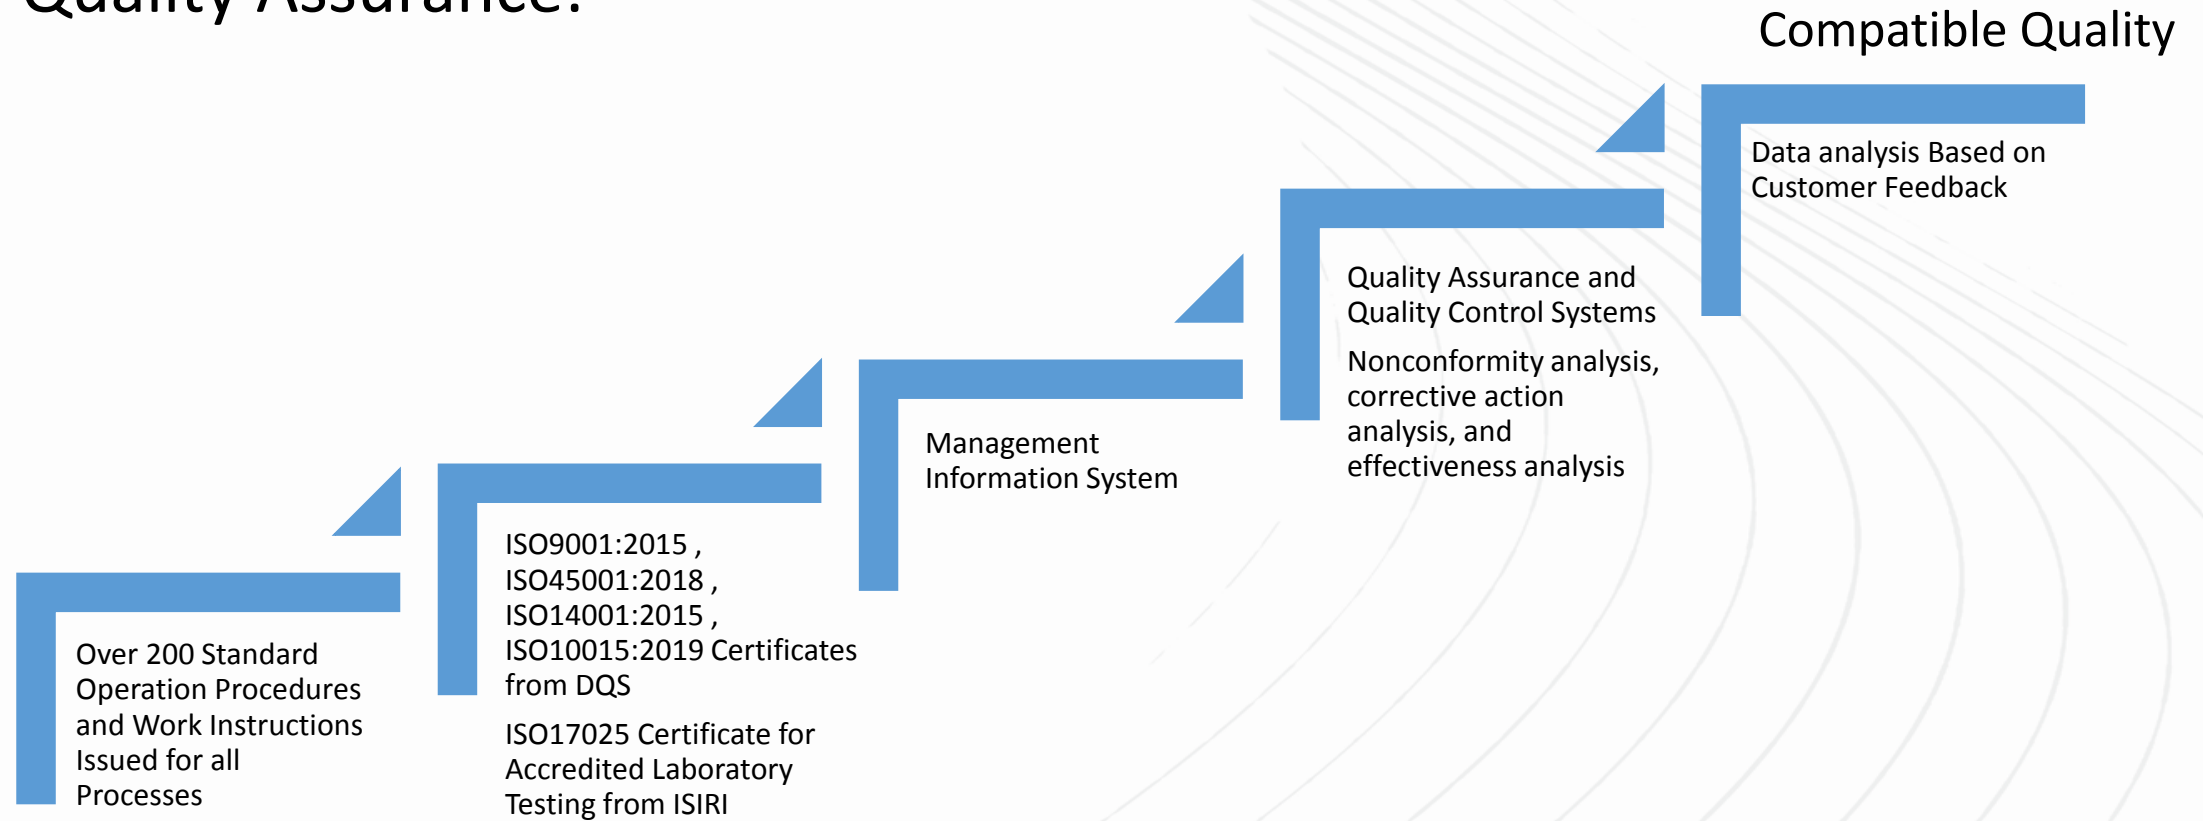 Quality Assurance:
Compatible Quality
Over 200 Standard
Operation Procedures
and Work Instructions
Issued for all
Processes
ISO9001:2015 ,
ISO45001:2018 ,
ISO14001:2015 ,
ISO10015:2019 Certificates
from DQS
ISO17025 Certificate for
Accredited Laboratory
Testing from ISIRI
Management
Information System
Quality Assurance and
Quality Control Systems
Nonconformity analysis,
corrective action
analysis, and
effectiveness analysis
Data analysis Based on
Customer Feedback